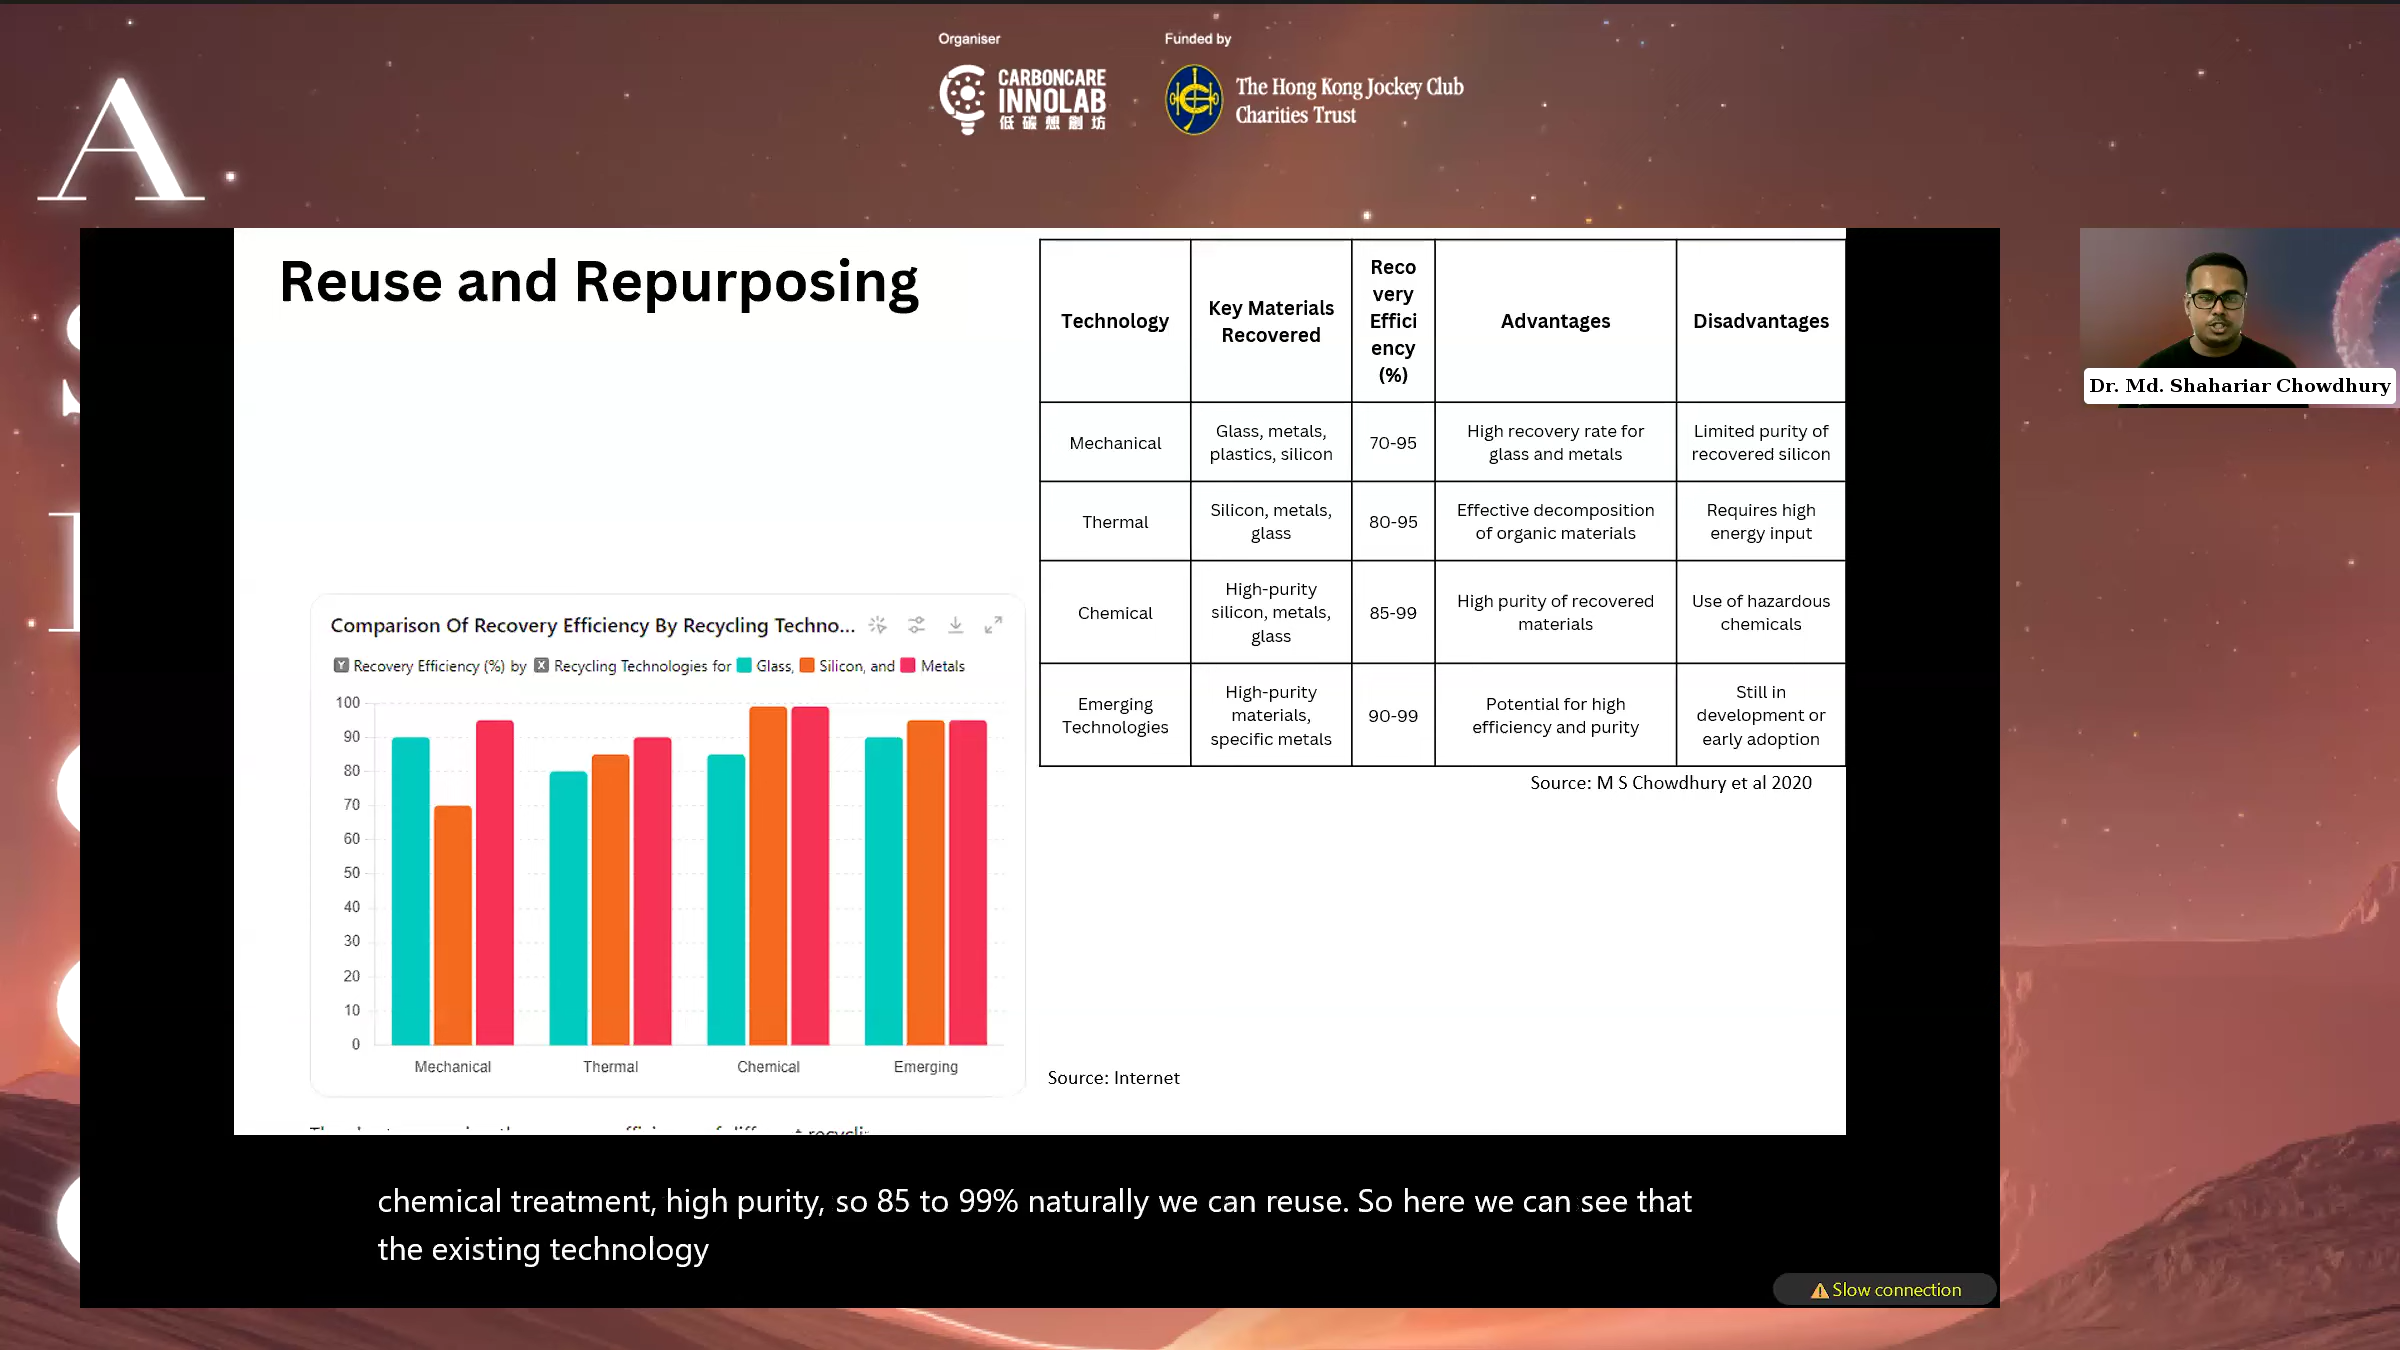 Organiser
Funded by
CARBONCARE
INNOLAB
低碳想創坊
The Hong Kong Jockey Club
Charities Trust
A
Reuse and Repurposing
Technology
Key Materials
Recovered
Reco
very
Effici
ency
(%)
Advantages
Disadvantages
Mechanical
Glass, metals,
plastics, silicon
70-95
High recovery rate for
glass and metals
Limited purity of
recovered silicon
Thermal
Silicon, metals,
glass
80-95
Effective decomposition
of organic materials
Requires high
energy input
Chemical
High-purity
silicon, metals,
glass
85-99
High purity of recovered
materials
Use of hazardous
chemicals
Emerging
Technologies
High-purity
materials,
specific metals
90-99
Potential for high
efficiency and purity
Still in
development or
early adoption
Source: M S Chowdhury et al 2020
Comparison Of Recovery Efficiency By Recycling Techno...
Y Recovery Efficiency (%) by X Recycling Technologies for Glass, Silicon, and Metals
100
90
80
70
60
50
40
30
20
10
0
Mechanical
Thermal
Chemical
Emerging
Source: Internet
chemical treatment, high purity, so 85 to 99% naturally we can reuse. So here we can see that
the existing technology
Dr. Md. Shahariar Chowdhury
Slow connection